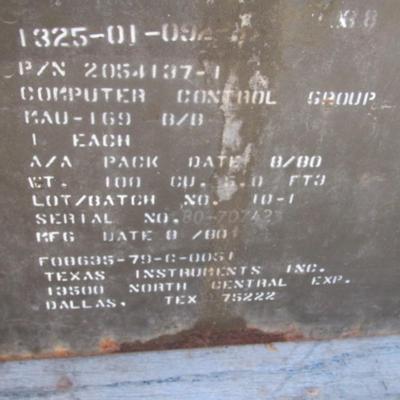 1325-01-094
P/N 2054137-1
COMPUTER CONTROL GROUP
MAU-169 B/B
1 EACH
A/A PACK DATE 8/80
WT. 100 CU. 5.0 FT3
LOT/BATCH NO. 10-1
SERIAL NO.
MFG DATE 8 /80
F08635-79-C-0051
TEXAS INSTRUMENTS INC.
13500 NORTH CENTRAL EXP.
DALLAS, TEX 75222